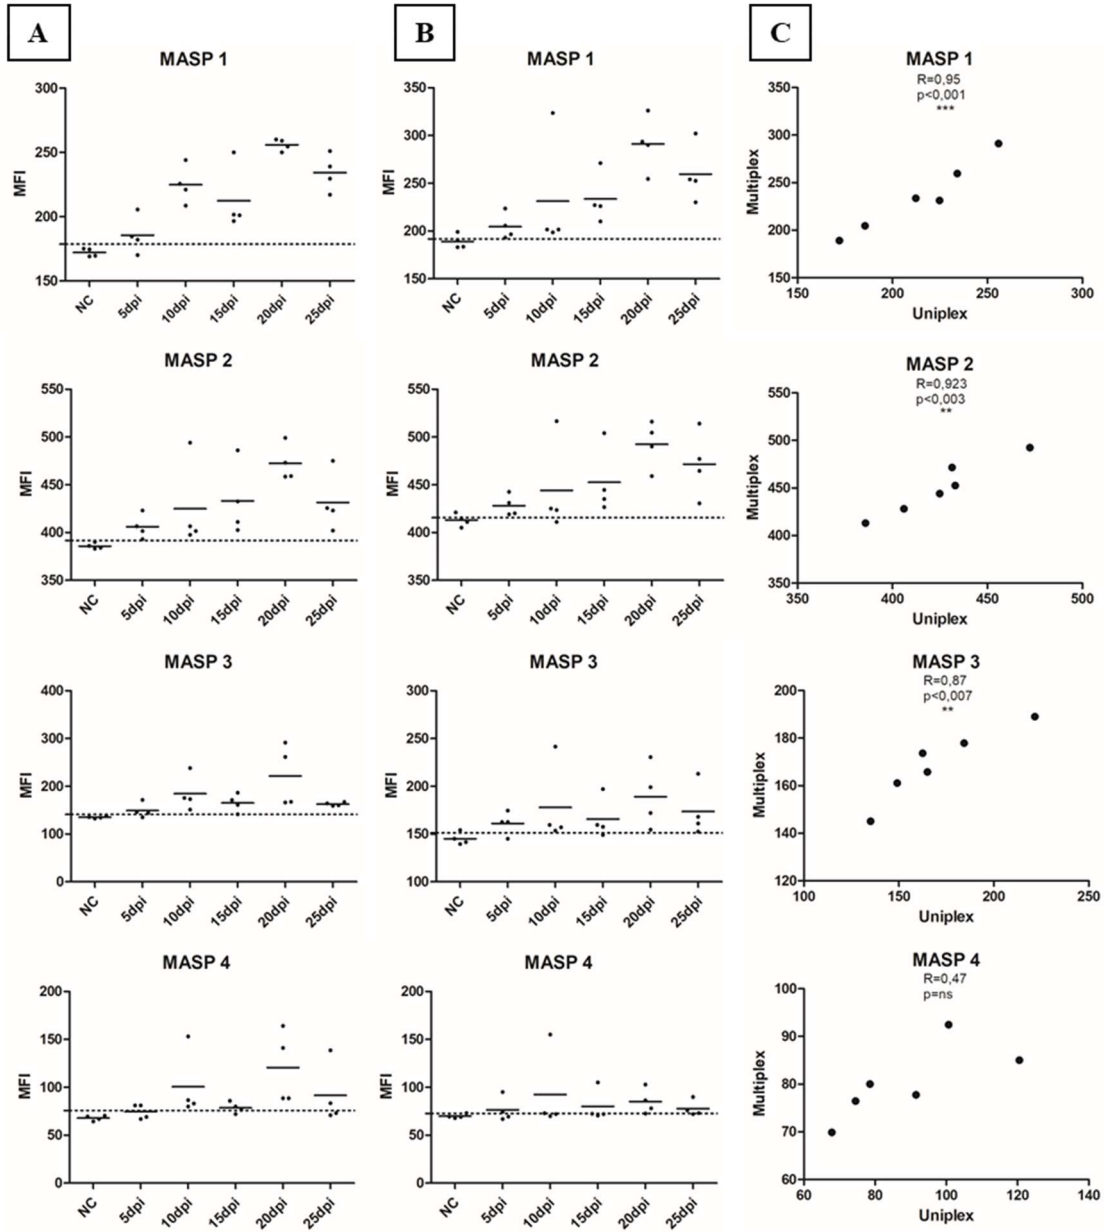 A
B
C
MASP 1
MFI
300
250
200
150
NC
5dpi
10dpi
15dpi
20dpi
25dpi
MASP 1
MFI
350
300
250
200
150
NC
5dpi
10dpi
15dpi
20dpi
25dpi
MASP 1
R=0,95
p<0,001
***
Multiplex
350
300
250
200
150
150
200
250
300
Uniplex
MASP 2
MFI
550
500
450
400
350
NC
5dpi
10dpi
15dpi
20dpi
25dpi
MASP 2
MFI
550
500
450
400
350
NC
5dpi
10dpi
15dpi
20dpi
25dpi
MASP 2
R=0,923
p<0,003
**
Multiplex
550
500
450
400
350
350
400
450
500
Uniplex
MASP 3
MFI
400
300
200
100
0
NC
5dpi
10dpi
15dpi
20dpi
25dpi
MASP 3
MFI
300
250
200
150
100
NC
5dpi
10dpi
15dpi
20dpi
25dpi
MASP 3
R=0,87
p<0,007
**
Multiplex
200
180
160
140
120
100
150
200
250
Uniplex
MASP 4
MFI
200
150
100
50
0
NC
5dpi
10dpi
15dpi
20dpi
25dpi
MASP 4
MFI
200
150
100
50
0
NC
5dpi
10dpi
15dpi
20dpi
25dpi
MASP 4
R=0,47
p=ns
Multiplex
100
90
80
70
60
60
80
100
120
140
Uniplex